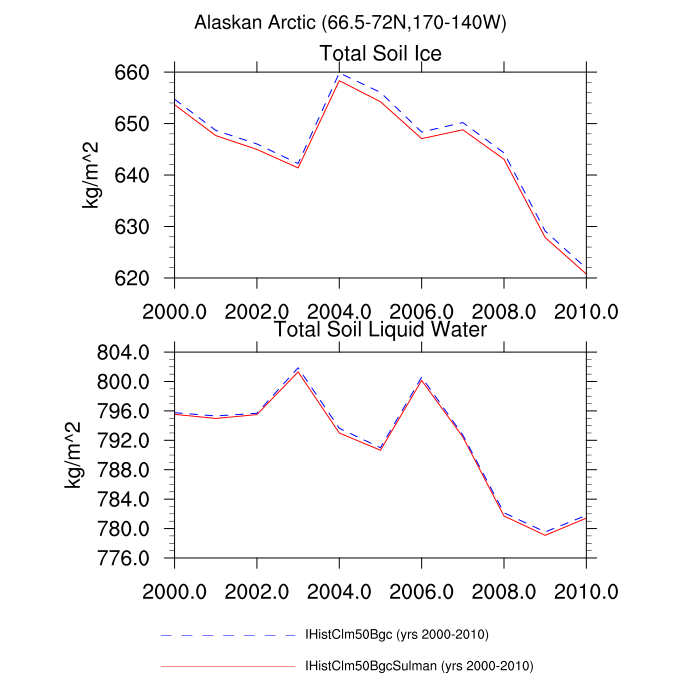 Alaskan Arctic (66.5-72N,170-140W)
Total Soil Ice
660
650
640
630
620
kg/m^2
2000.0 2002.0 2004.0 2006.0 2008.0 2010.0
Total Soil Liquid Water
804.0
800.0
796.0
792.0
788.0
784.0
780.0
776.0
kg/m^2
2000.0 2002.0 2004.0 2006.0 2008.0 2010.0
IHistClm50Bgc (yrs 2000-2010)
IHistClm50BgcSulman (yrs 2000-2010)